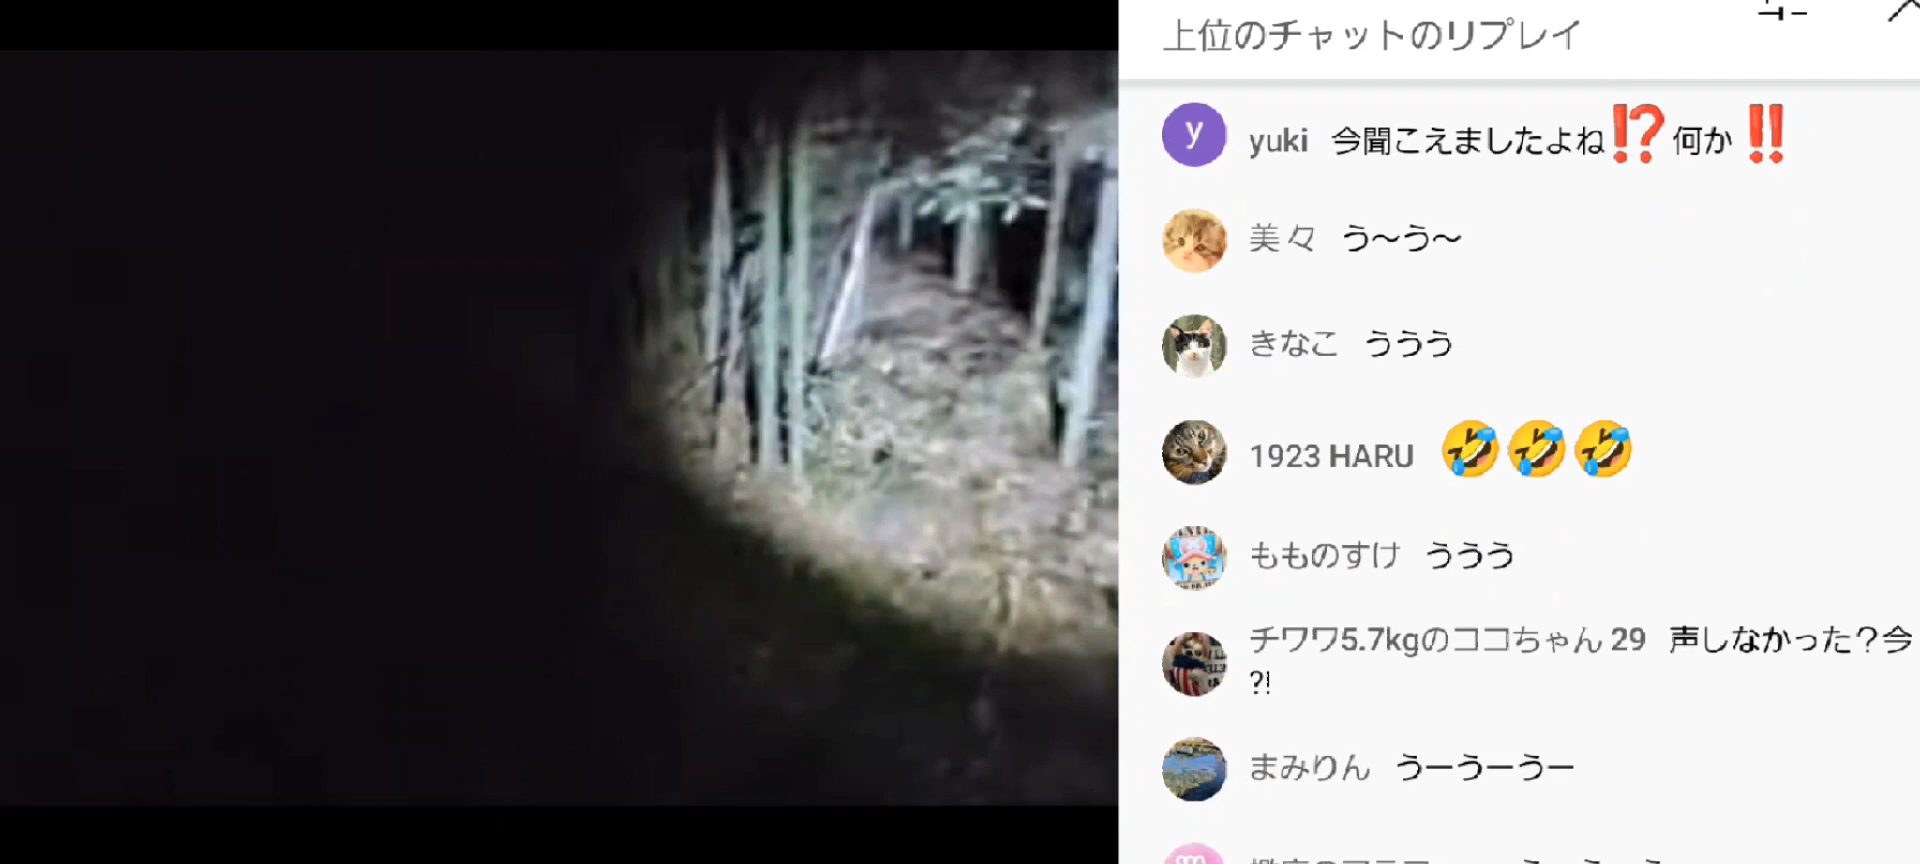 上位のチャットのリプレイ
y
yuki 今聞こえましたよね⁉️何か‼️
美々 う〜う〜
きなこ ううう
1923 HARU 🤣🤣🤣
もものすけ ううう
チワワ5.7kgのココちゃん 29 声しなかった？今
?!
まみりん うーうーうー